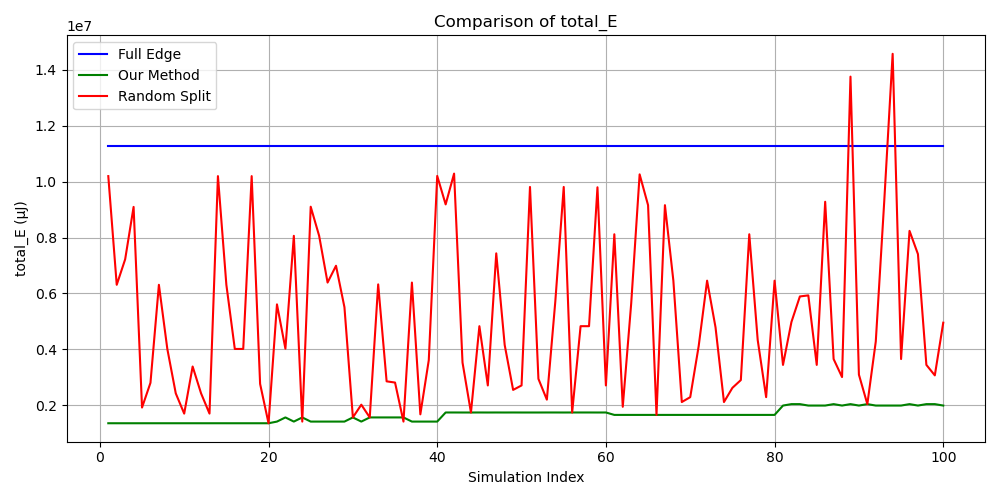 Comparison of total_E
1e7
Full Edge
Our Method
Random Split
1.4
1.2
1.0
0.8
0.6
0.4
0.2
total_E (μJ)
0 20 40 60 80 100
Simulation Index